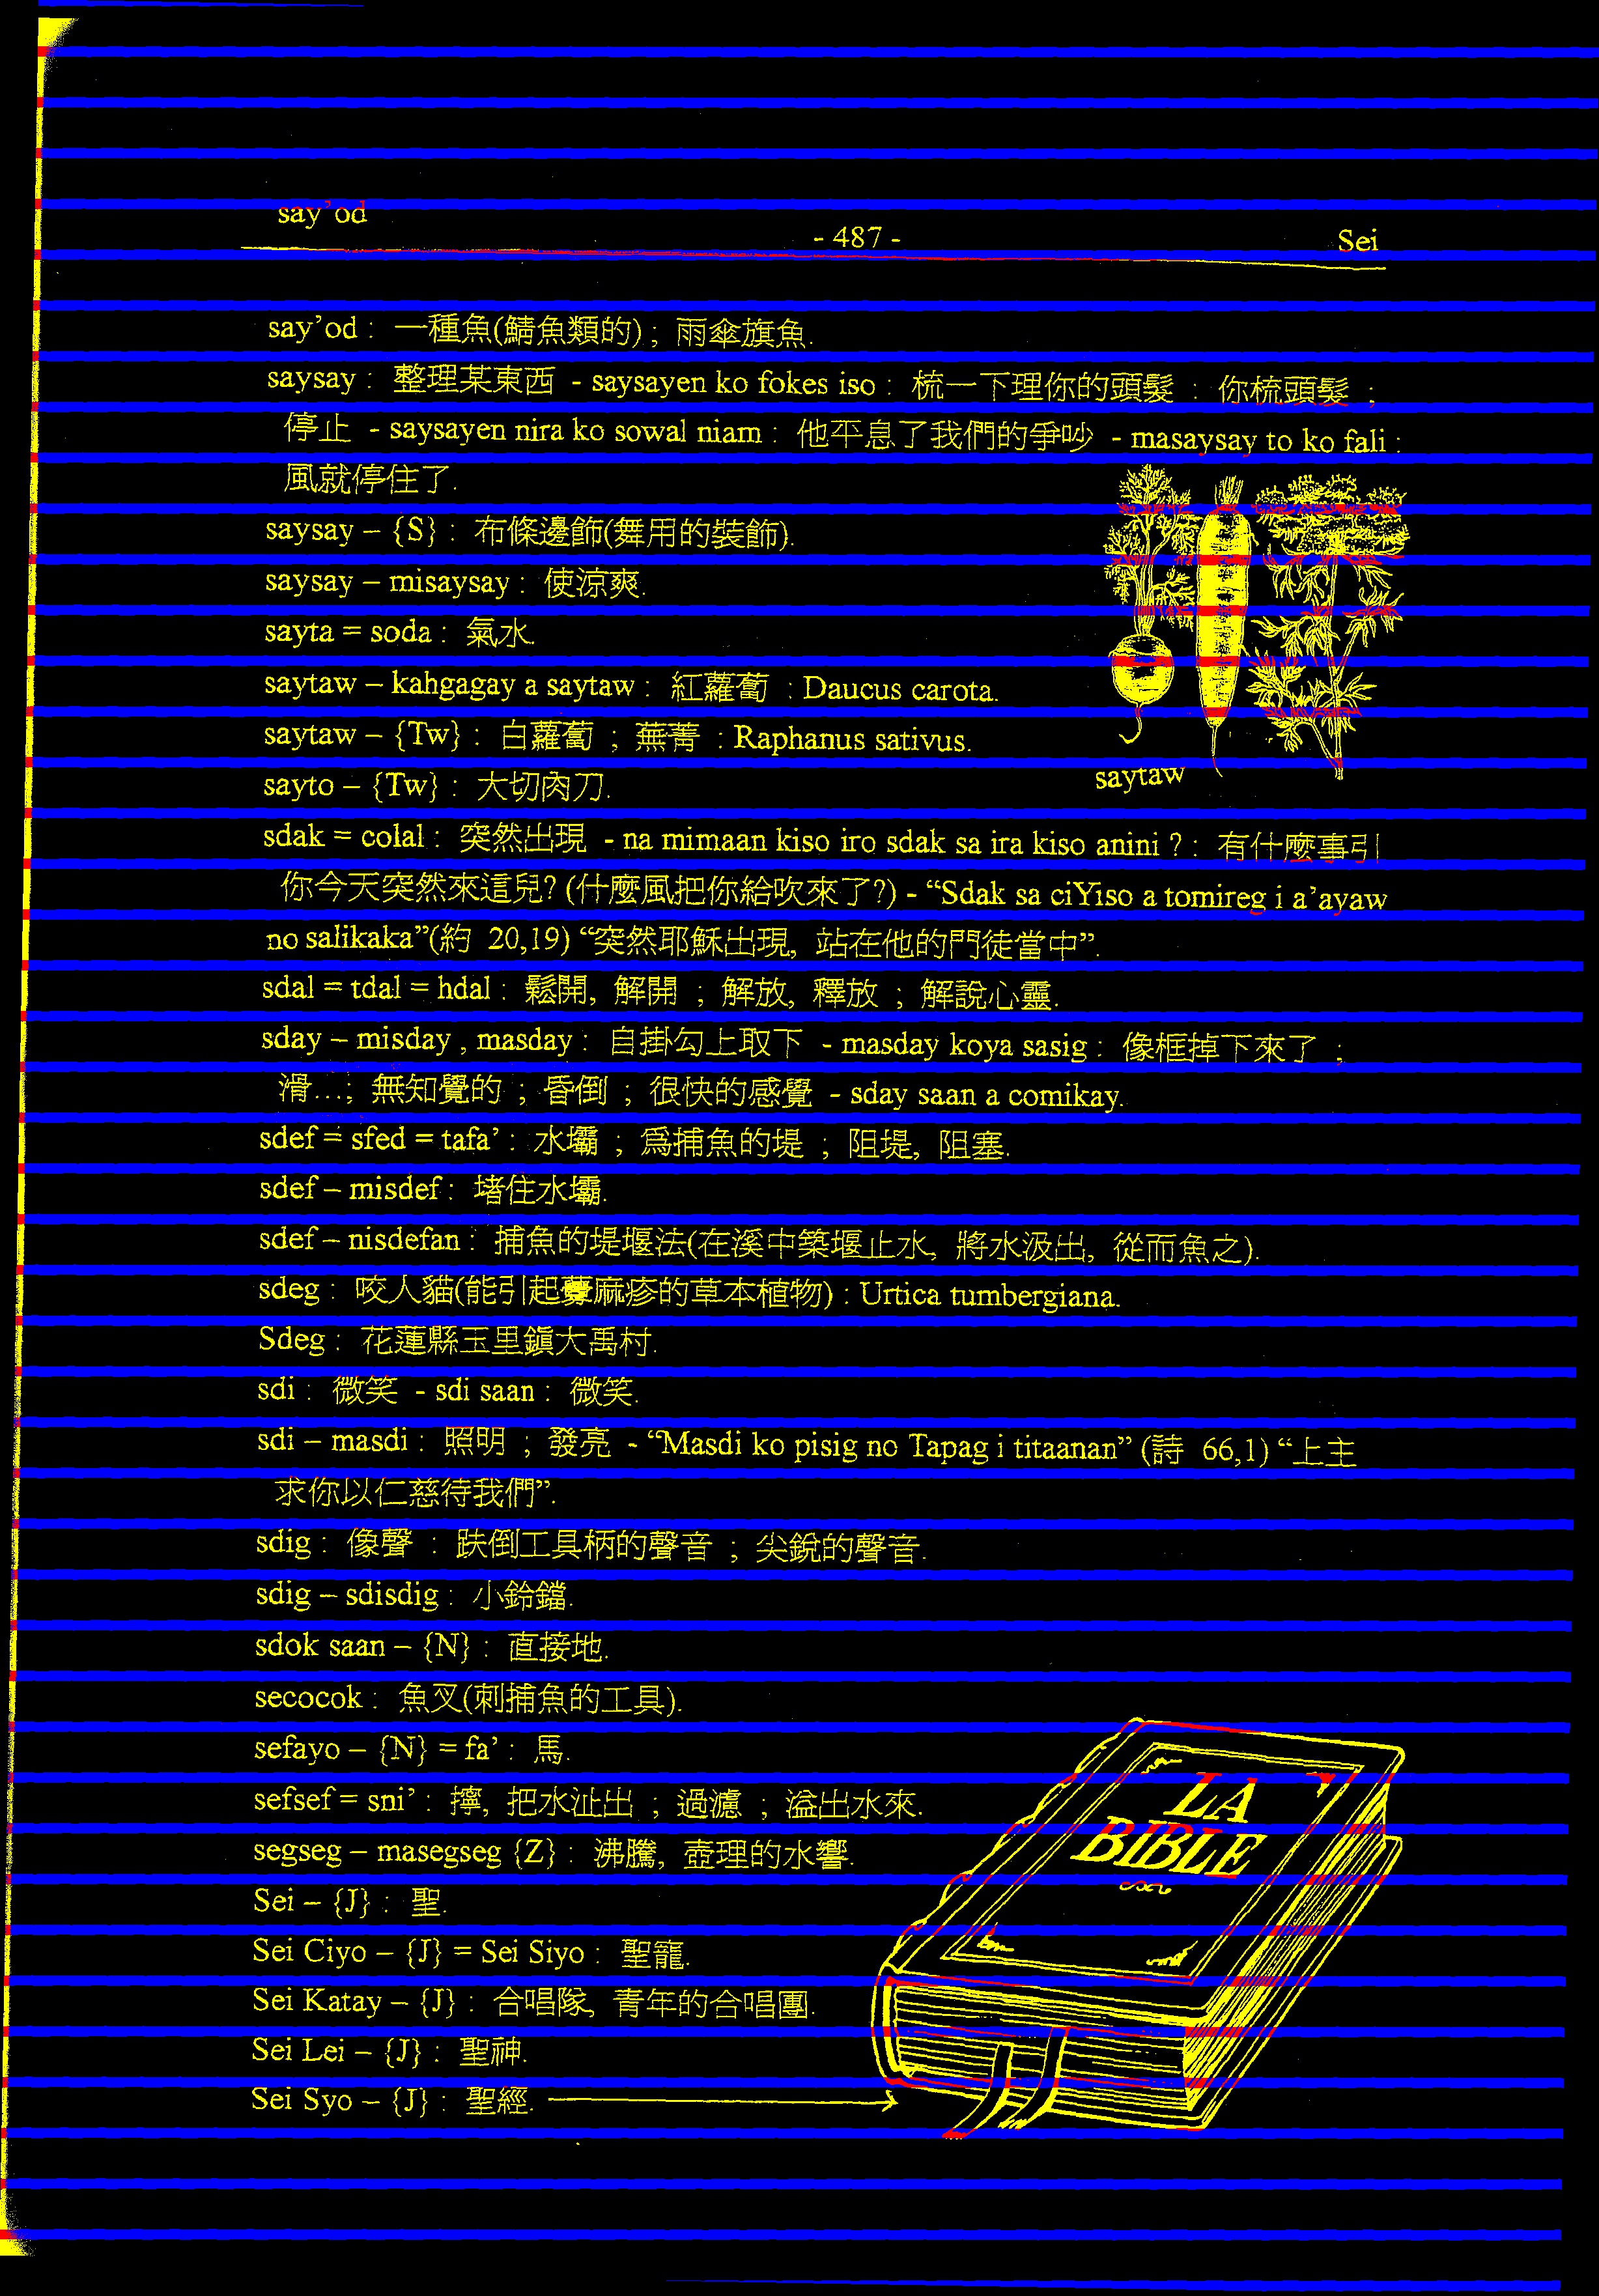 say’od
- 487 -
Sei
say’od : 一種魚(鯖魚類的) ; 雨傘旗魚.
saysay : 整理某東西 - saysayen ko fokes iso : 梳一下理你的頭髮 : 你梳頭髮 ;
停止 - saysayen nira ko sowal niam : 他平息了我們的爭吵 - masaysay to ko fali :
風就停住了.
saysay – {S} : 布條邊飾(舞用的裝飾).
saysay – misaysay : 使涼爽.
sayta = soda : 氣水.
saytaw – kahgagay a saytaw : 紅蘿蔔 : Daucus carota.
saytaw – {Tw} : 白蘿蔔 ; 蕪菁 : Raphanus sativus.
saytaw
sayto – {Tw} : 大切肉刀.
sdak = colal : 突然出現 - na mimaan kiso iro sdak sa ira kiso anini ? : 有什麼事引
你今天突然來這兒? (什麼風把你給吹來了?) - “Sdak sa ciYiso a tomireg i a’ayaw
no salikaka”(約 20,19) “突然耶穌出現, 站在他的門徒當中”.
sdal = tdal = hdal : 鬆開, 解開 ; 解放, 釋放 ; 解說心靈.
sday – misday , masday : 自掛勾上取下 - masday koya sasig : 像框掉下來了 ;
滑...; 無知覺的 ; 昏倒 ; 很快的感覺 - sday saan a comikay.
sdef = sfed = tafa’ : 水壩 ; 爲捕魚的堤 ; 阻堤, 阻塞.
sdef – misdef : 堵住水壩.
sdef – nisdefan : 捕魚的堤堰法(在溪中築堰止水, 將水汲出, 從而魚之).
sdeg : 咬人貓(能引起蕁麻疹的草本植物) : Urtica tumbergiana.
Sdeg : 花蓮縣玉里鎮大禹村.
sdi : 微笑 - sdi saan : 微笑.
sdi – masdi : 照明 ; 發亮 - “Masdi ko pisig no Tapag i titaanan” (詩 66,1) “上主
求你以仁慈待我們”.
sdig : 像聲 : 趺倒工具柄的聲音 ; 尖銳的聲音.
sdig – sdisdig : 小鈴鐺.
sdok saan – {N} : 直接地.
secocok : 魚叉(刺捕魚的工具).
sefayo – {N} = fa’ : 馬.
sefsef = sni’ : 擰, 把水沚出 ; 過濾 ; 溢出水來.
segseg – masegseg {Z} : 沸騰, 壺理的水響.
Sei – {J} : 聖.
Sei Ciyo – {J} = Sei Siyo : 聖寵.
Sei Katay – {J} : 合唱隊, 青年的合唱團.
Sei Lei – {J} : 聖神.
Sei Syo – {J} : 聖經.
LA
BIBLE